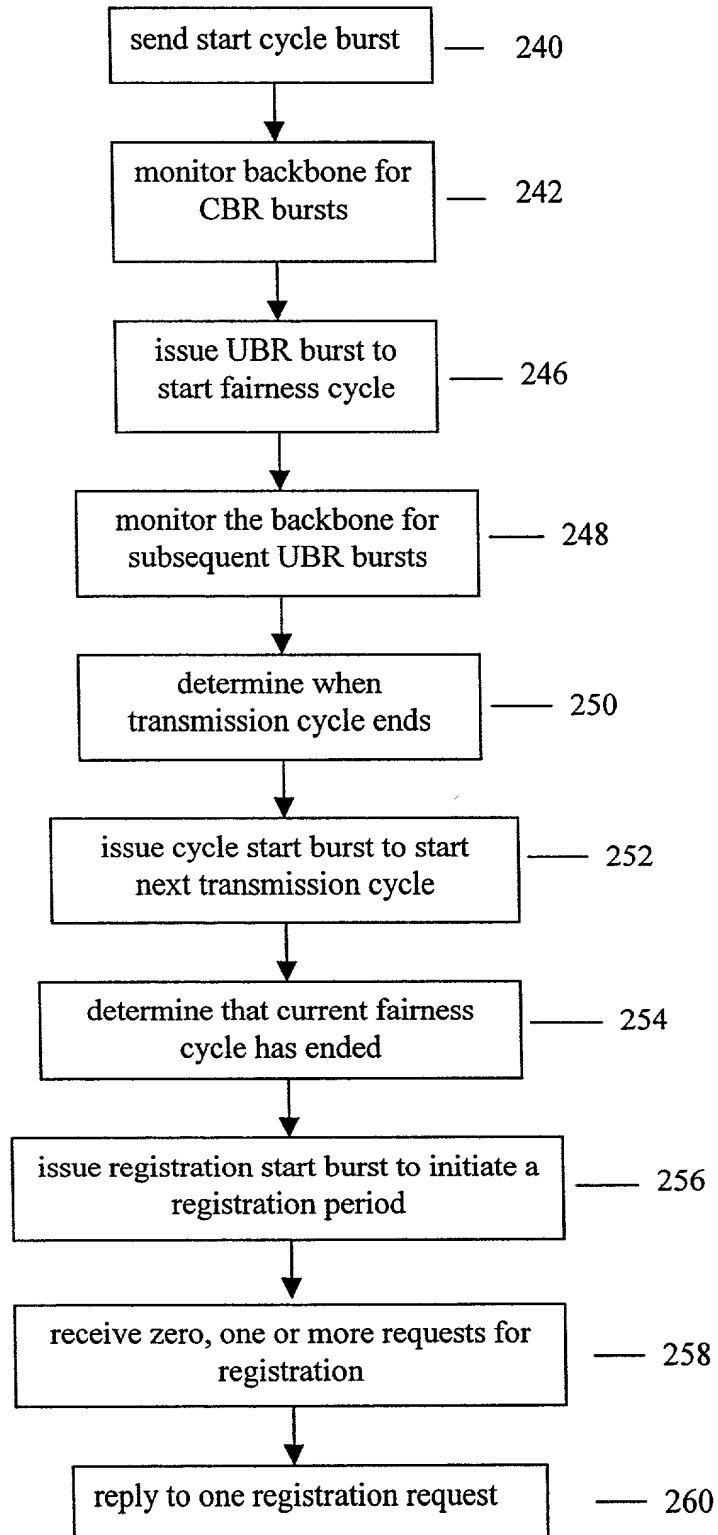 send start cycle burst 240
monitor backbone for
CBR bursts 242
issue UBR burst to
start fairness cycle 246
monitor the backbone for
subsequent UBR bursts 248
determine when
transmission cycle ends 250
issue cycle start burst to start
next transmission cycle 252
determine that current fairness
cycle has ended 254
issue registration start burst to initiate a
registration period 256
receive zero, one or more requests for
registration 258
reply to one registration request 260